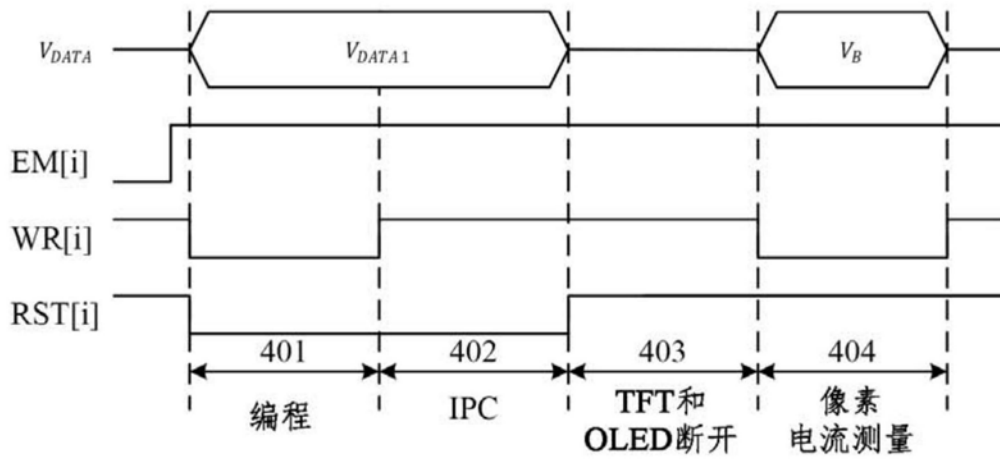 V_DATA
V_DATA1
V_B
EM[i]
WR[i]
RST[i]
401
402
403
404
编程
IPC
TFT和
OLED断开
像素
电流测量